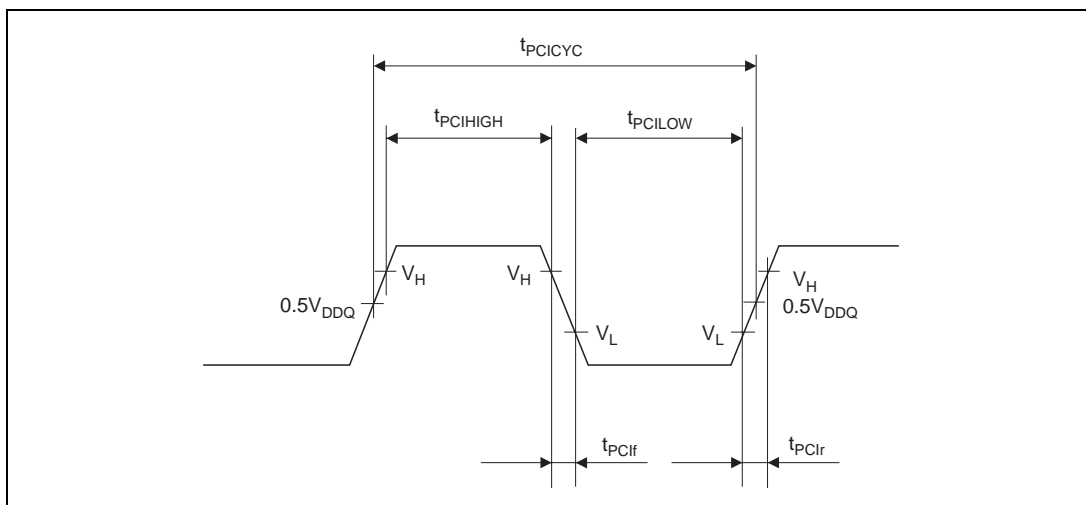 tPCICYC
tPCIHIGH
tPCILOW
VH
VH
VH
0.5VDDQ
0.5VDDQ
VL
VL
tPCIf
tPCIr